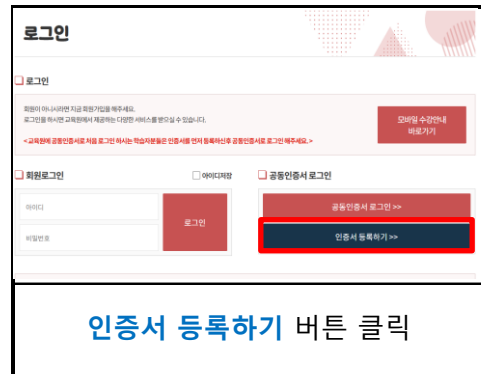 로그인
로그인
회원이 아니시라면 지금 회원가입을 해주세요.
로그인을 하시면 교육원에서 제공하는 다양한 서비스를 받으실 수 있습니다.
<교육원에 공동인증서로 처음 로그인 하시는 학습자분들은 인증서를 먼저 등록하신후 공동인증서로 로그인 해주세요.>
모바일 수강안내
바로가기
회원로그인
아이디저장
공동인증서 로그인
아이디
비밀번호
로그인
공동인증서 로그인 >>
인증서 등록하기 >>
인증서 등록하기 버튼 클릭